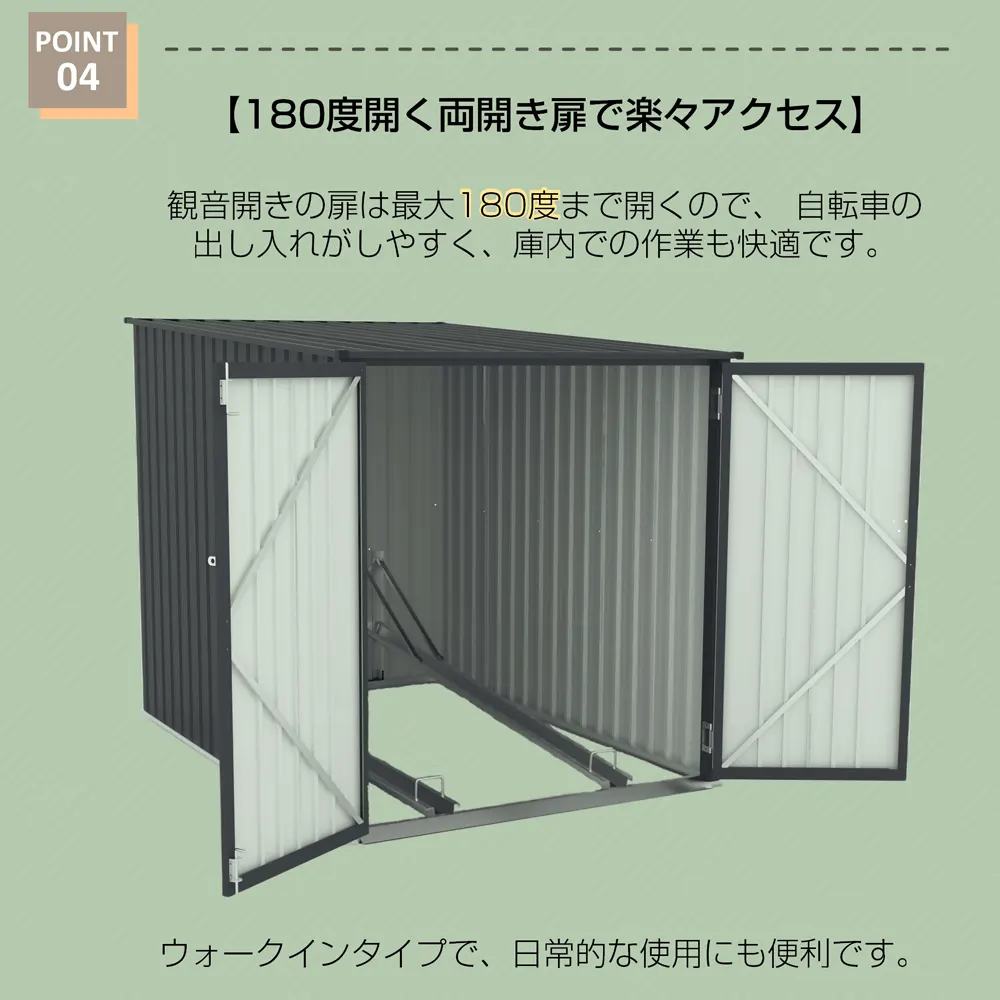 POINT
04
【180度開く両開き扉で楽々アクセス】
観音開きの扉は最大180度まで開くので、 自転車の
出し入れがしやすく、庫内での作業も快適です。
ウォークインタイプで、日常的な使用にも便利です。